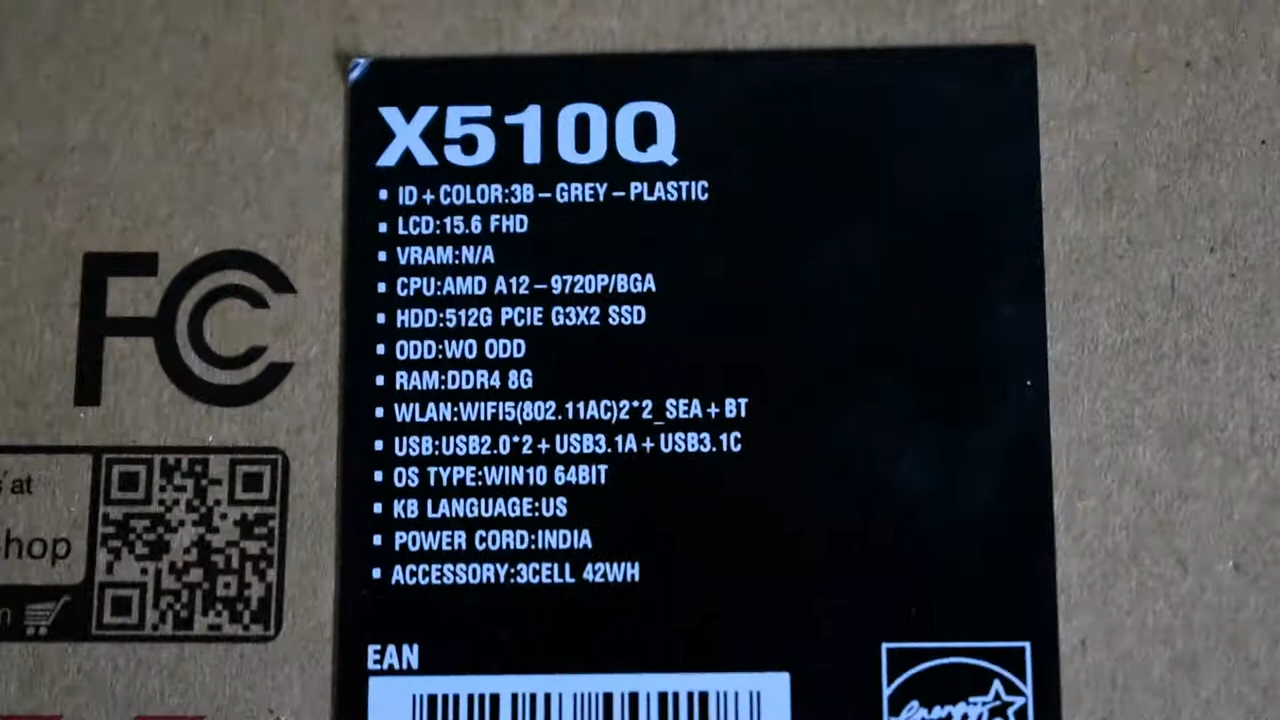 X510Q
ID + COLOR:3B – GREY – PLASTIC
LCD:15.6 FHD
VRAM:N/A
CPU:AMD A12 – 9720P/BGA
HDD:512G PCIE G3X2 SSD
ODD:WO ODD
RAM:DDR4 8G
WLAN:WIFI5(802.11AC)2*2_SEA + BT
USB:USB2.0*2 + USB3.1A + USB3.1C
OS TYPE:WIN10 64BIT
KB LANGUAGE:US
POWER CORD:INDIA
ACCESSORY:3CELL 42WH
FC
at
hop
EAN
energy